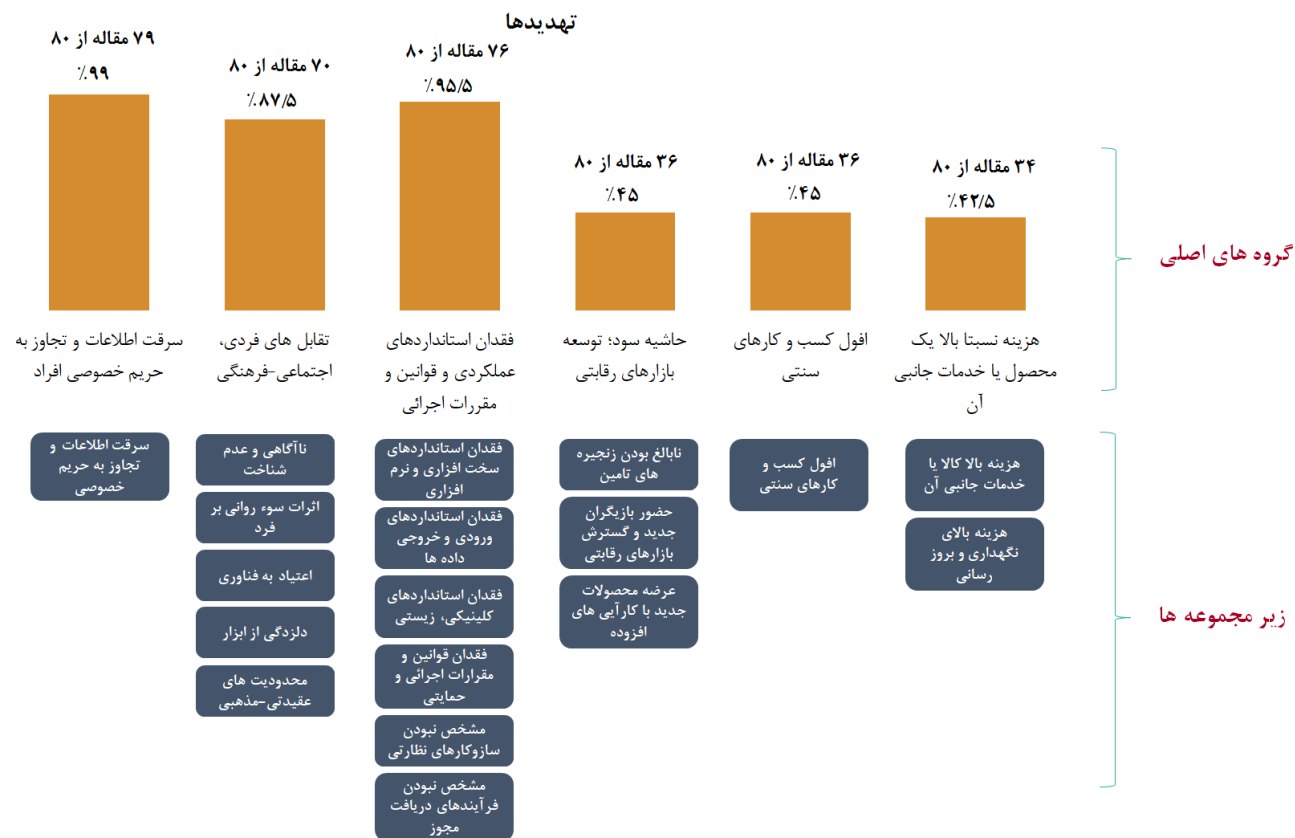 تهدیدها
۷۹ مقاله از ۸۰
٪۹۹
۷۰ مقاله از ۸۰
٪۸۷/۵
۷۶ مقاله از ۸۰
٪۹۵/۵
۳۶ مقاله از ۸۰
٪۴۵
۳۶ مقاله از ۸۰
٪۴۵
۳۴ مقاله از ۸۰
٪۴۲/۵
گروه های اصلی
سرقت اطلاعات و تجاوز به
حریم خصوصی افراد
تقابل های فردی،
اجتماعی-فرهنگی
فقدان استانداردهای
عملکردی و قوانین و
مقررات اجرائی
حاشیه سود؛ توسعه
بازارهای رقابتی
افول کسب و کارهای
سنتی
هزینه نسبتا بالا یک
محصول یا خدمات جانبی
آن
سرقت اطلاعات و
تجاوز به حریم
خصوصی
ناآگاهی و عدم
شناخت
اثرات سوء روانی بر
فرد
اعتیاد به فناوری
دلزدگی از ابزار
محدودیت های
عقیدتی-مذهبی
فقدان استانداردهای
سخت افزاری و نرم
افزاری
فقدان استانداردهای
ورودی و خروجی
داده ها
فقدان استانداردهای
کلینیکی، زیستی
فقدان قوانین و
مقرارات اجرائی و
حمایتی
مشخص نبودن
سازوکارهای نظارتی
مشخص نبودن
فرآیندهای دریافت
مجوز
نابالغ بودن زنجیره
های تامین
حضور بازیگران
جدید و گسترش
بازارهای رقابتی
عرضه محصولات
جدید با کارآیی های
افزوده
افول کسب و
کارهای سنتی
هزینه بالا کالا یا
خدمات جانبی آن
هزینه بالای
نگهداری و بروز
رسانی
زیر مجموعه ها